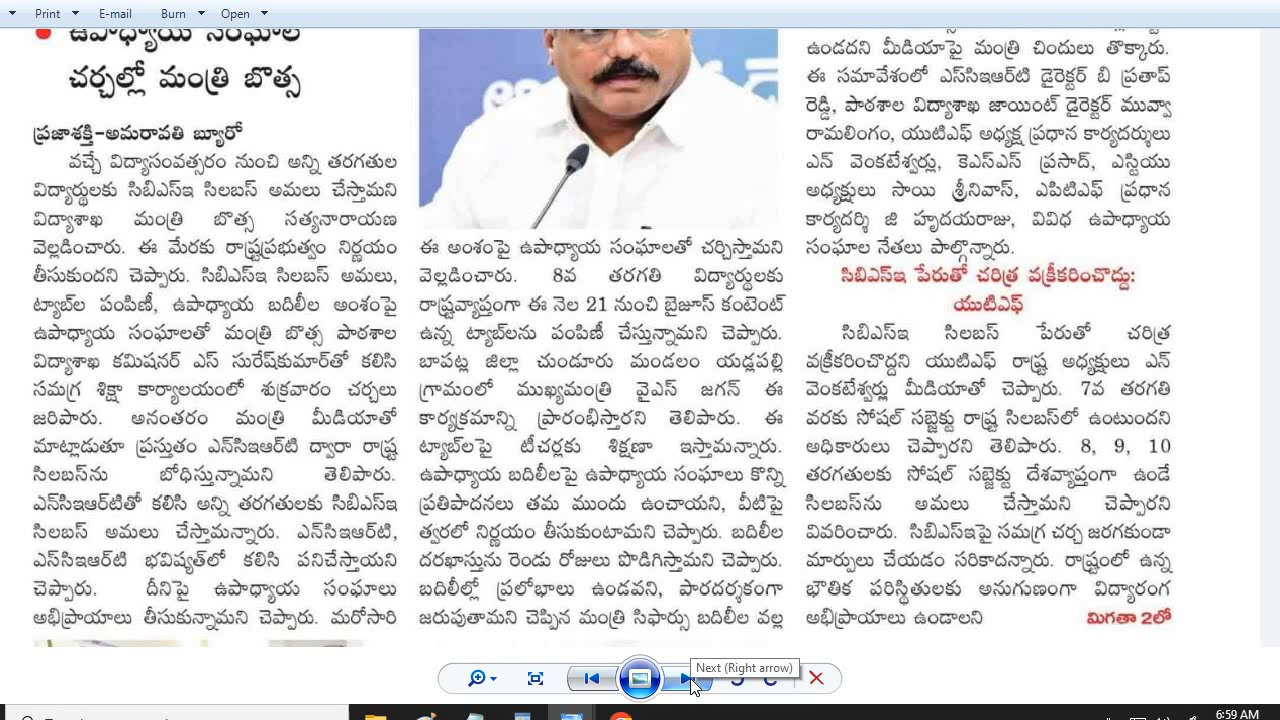 Print
E-mail
Burn
Open
ఉపాధ్యాయ సంఘాల
చర్చల్లో మంత్రి బొత్స
ప్రజాశక్తి-అమరావతి బ్యూరో
వచ్చే విద్యాసంవత్సరం నుంచి అన్ని తరగతుల
విద్యార్థులకు సిబిఎస్ఇ సిలబస్ అమలు చేస్తామని
విద్యాశాఖ మంత్రి బొత్స సత్యనారాయణ
వెల్లడించారు. ఈ మేరకు రాష్ట్రప్రభుత్వం నిర్ణయం
తీసుకుందని చెప్పారు. సిబిఎస్ఇ సిలబస్ అమలు,
ట్యాబ్‌ల పంపిణీ, ఉపాధ్యాయ బదిలీల అంశంపై
ఉపాధ్యాయ సంఘాలతో మంత్రి బొత్స పాఠశాల
విద్యాశాఖ కమిషనర్ ఎస్ సురేష్‌కుమార్‌తో కలిసి
సమగ్ర శిక్షా కార్యాలయంలో శుక్రవారం చర్చలు
జరిపారు. అనంతరం మంత్రి మీడియాతో
మాట్లాడుతూ ప్రస్తుతం ఎన్‌సిఇఆర్‌టి ద్వారా రాష్ట్ర
సిలబస్‌ను బోధిస్తున్నామని తెలిపారు.
ఎన్‌సిఇఆర్‌టితో కలిసి అన్ని తరగతులకు సిబిఎస్ఇ
సిలబస్ అమలు చేస్తామన్నారు. ఎన్‌సిఇఆర్‌టి,
ఎస్‌సిఇఆర్‌టి భవిష్యత్‌లో కలిసి పనిచేస్తాయని
చెప్పారు. దీనిపై ఉపాధ్యాయ సంఘాలు
అభిప్రాయాలు తీసుకున్నామని చెప్పారు. మరోసారి
ఈ అంశంపై ఉపాధ్యాయ సంఘాలతో చర్చిస్తామని
వెల్లడించారు. 8వ తరగతి విద్యార్థులకు
రాష్ట్రవ్యాప్తంగా ఈ నెల 21 నుంచి బైజూస్ కంటెంట్
ఉన్న ట్యాబ్‌లను పంపిణీ చేస్తున్నామని చెప్పారు.
బాపట్ల జిల్లా చుండూరు మండలం యడ్లపల్లి
గ్రామంలో ముఖ్యమంత్రి వైఎస్ జగన్ ఈ
కార్యక్రమాన్ని ప్రారంభిస్తారని తెలిపారు. ఈ
ట్యాబ్‌లపై టీచర్లకు శిక్షణా ఇస్తామన్నారు.
ఉపాధ్యాయ బదిలీలపై ఉపాధ్యాయ సంఘాలు కొన్ని
ప్రతిపాదనలు తమ ముందు ఉంచాయని, వీటిపై
త్వరలో నిర్ణయం తీసుకుంటామని చెప్పారు. బదిలీల
దరఖాస్తును రెండు రోజులు పొడిగిస్తామని చెప్పారు.
బదిలీల్లో ప్రలోభాలు ఉండవని, పారదర్శకంగా
జరుపుతామని చెప్పిన మంత్రి సిఫార్సు బదిలీల వల్ల
ఉండదని మీడియాపై మంత్రి చిందులు తొక్కారు.
ఈ సమావేశంలో ఎస్‌సిఇఆర్‌టి డైరెక్టర్ బి ప్రతాప్
రెడ్డి, పాఠశాల విద్యాశాఖ జాయింట్ డైరెక్టర్ మువ్వా
రామలింగం, యుటిఎఫ్ అధ్యక్ష ప్రధాన కార్యదర్శులు
ఎన్ వెంకటేశ్వర్లు, కెఎస్ఎస్ ప్రసాద్, ఎస్టియు
అధ్యక్షులు సాయి శ్రీనివాస్, ఎపిటిఎఫ్ ప్రధాన
కార్యదర్శి జి హృదయరాజు, వివిధ ఉపాధ్యాయ
సంఘాల నేతలు పాల్గొన్నారు.
సిబిఎస్ఇ పేరుతో చరిత్ర వక్రీకరించొద్దు:
యుటిఎఫ్
సిబిఎస్ఇ సిలబస్ పేరుతో చరిత్ర
వక్రీకరించొద్దని యుటిఎఫ్ రాష్ట్ర అధ్యక్షులు ఎన్
వెంకటేశ్వర్లు మీడియాతో చెప్పారు. 7వ తరగతి
వరకు సోషల్ సబ్జెక్టు రాష్ట్ర సిలబస్‌లో ఉంటుందని
అధికారులు చెప్పారని తెలిపారు. 8, 9, 10
తరగతులకు సోషల్ సబ్జెక్టు దేశవ్యాప్తంగా ఉండే
సిలబస్‌ను అమలు చేస్తామని చెప్పారని
వివరించారు. సిబిఎస్ఇపై సమగ్ర చర్చ జరగకుండా
మార్పులు చేయడం సరికాదన్నారు. రాష్ట్రంలో ఉన్న
భౌతిక పరిస్థితులకు అనుగుణంగా విద్యారంగ
అభిప్రాయాలు ఉండాలని మిగతా 2లో
Next (Right arrow)
6:59 AM